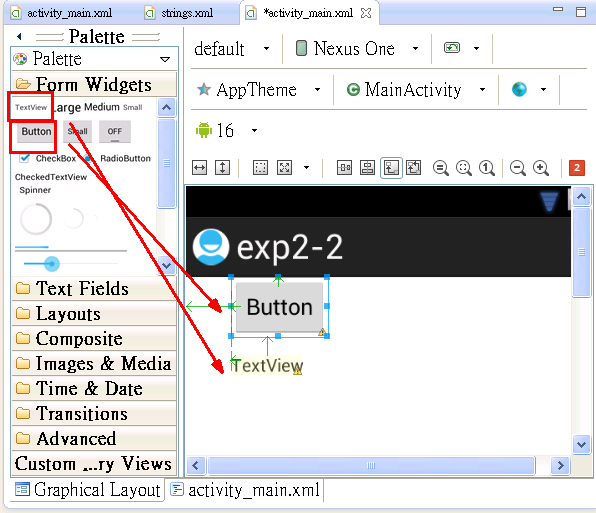 activity_main.xml strings.xml *activity_main.xml
Palette
Palette
Form Widgets
TextView Large Medium Small
Button Small OFF
CheckBox RadioButton
CheckedTextView
Spinner
Text Fields
Layouts
Composite
Images & Media
Time & Date
Transitions
Advanced
Custom ...ry Views
default Nexus One
AppTheme MainActivity
16
1 2
exp2-2
Button
TextView
Graphical Layout activity_main.xml